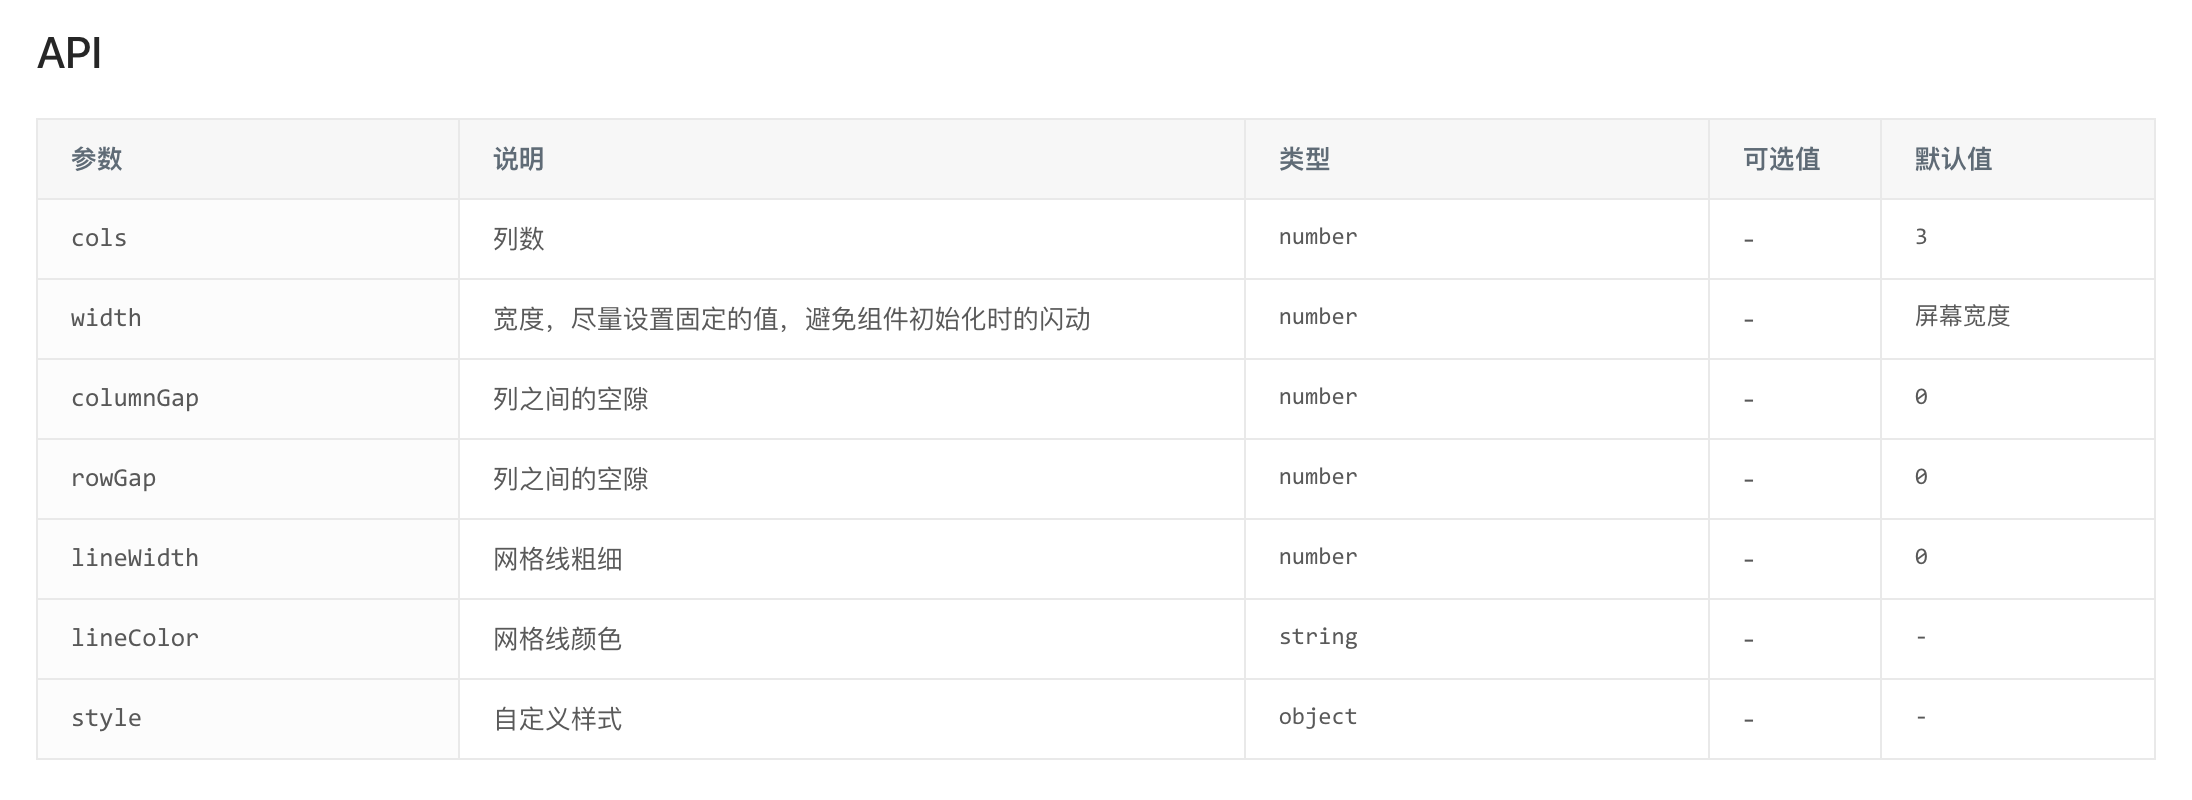 API
参数 说明 类型 可选值 默认值
cols 列数 number - 3
width 宽度，尽量设置固定的值，避免组件初始化时的闪动 number - 屏幕宽度
columnGap 列之间的空隙 number - 0
rowGap 列之间的空隙 number - 0
lineWidth 网格线粗细 number - 0
lineColor 网格线颜色 string - -
style 自定义样式 object - -